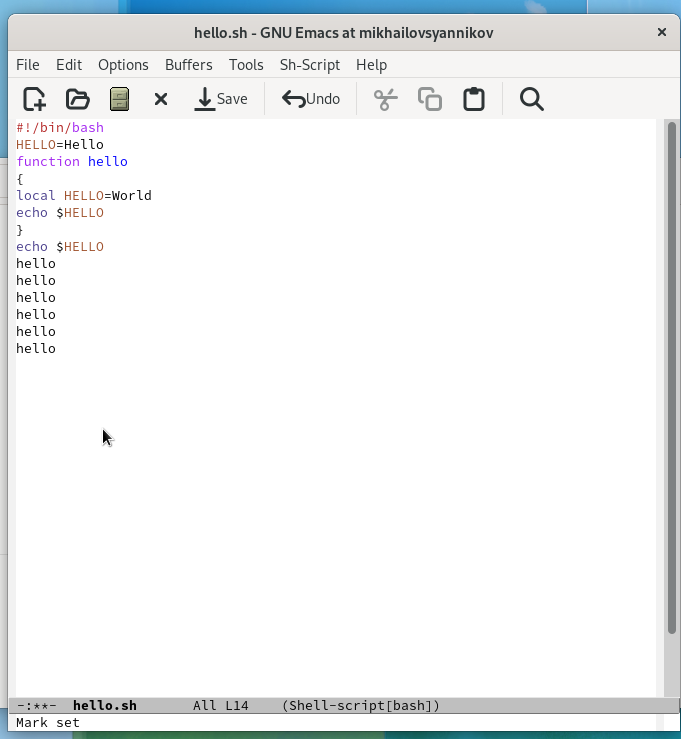 hello.sh - GNU Emacs at mikhailovsyannikov
File Edit Options Buffers Tools Sh-Script Help
Save Undo
#!/bin/bash
HELLO=Hello
function hello
{
local HELLO=World
echo $HELLO
}
echo $HELLO
hello
hello
hello
hello
hello
hello
-:**- hello.sh All L14 (Shell-script[bash])
Mark set